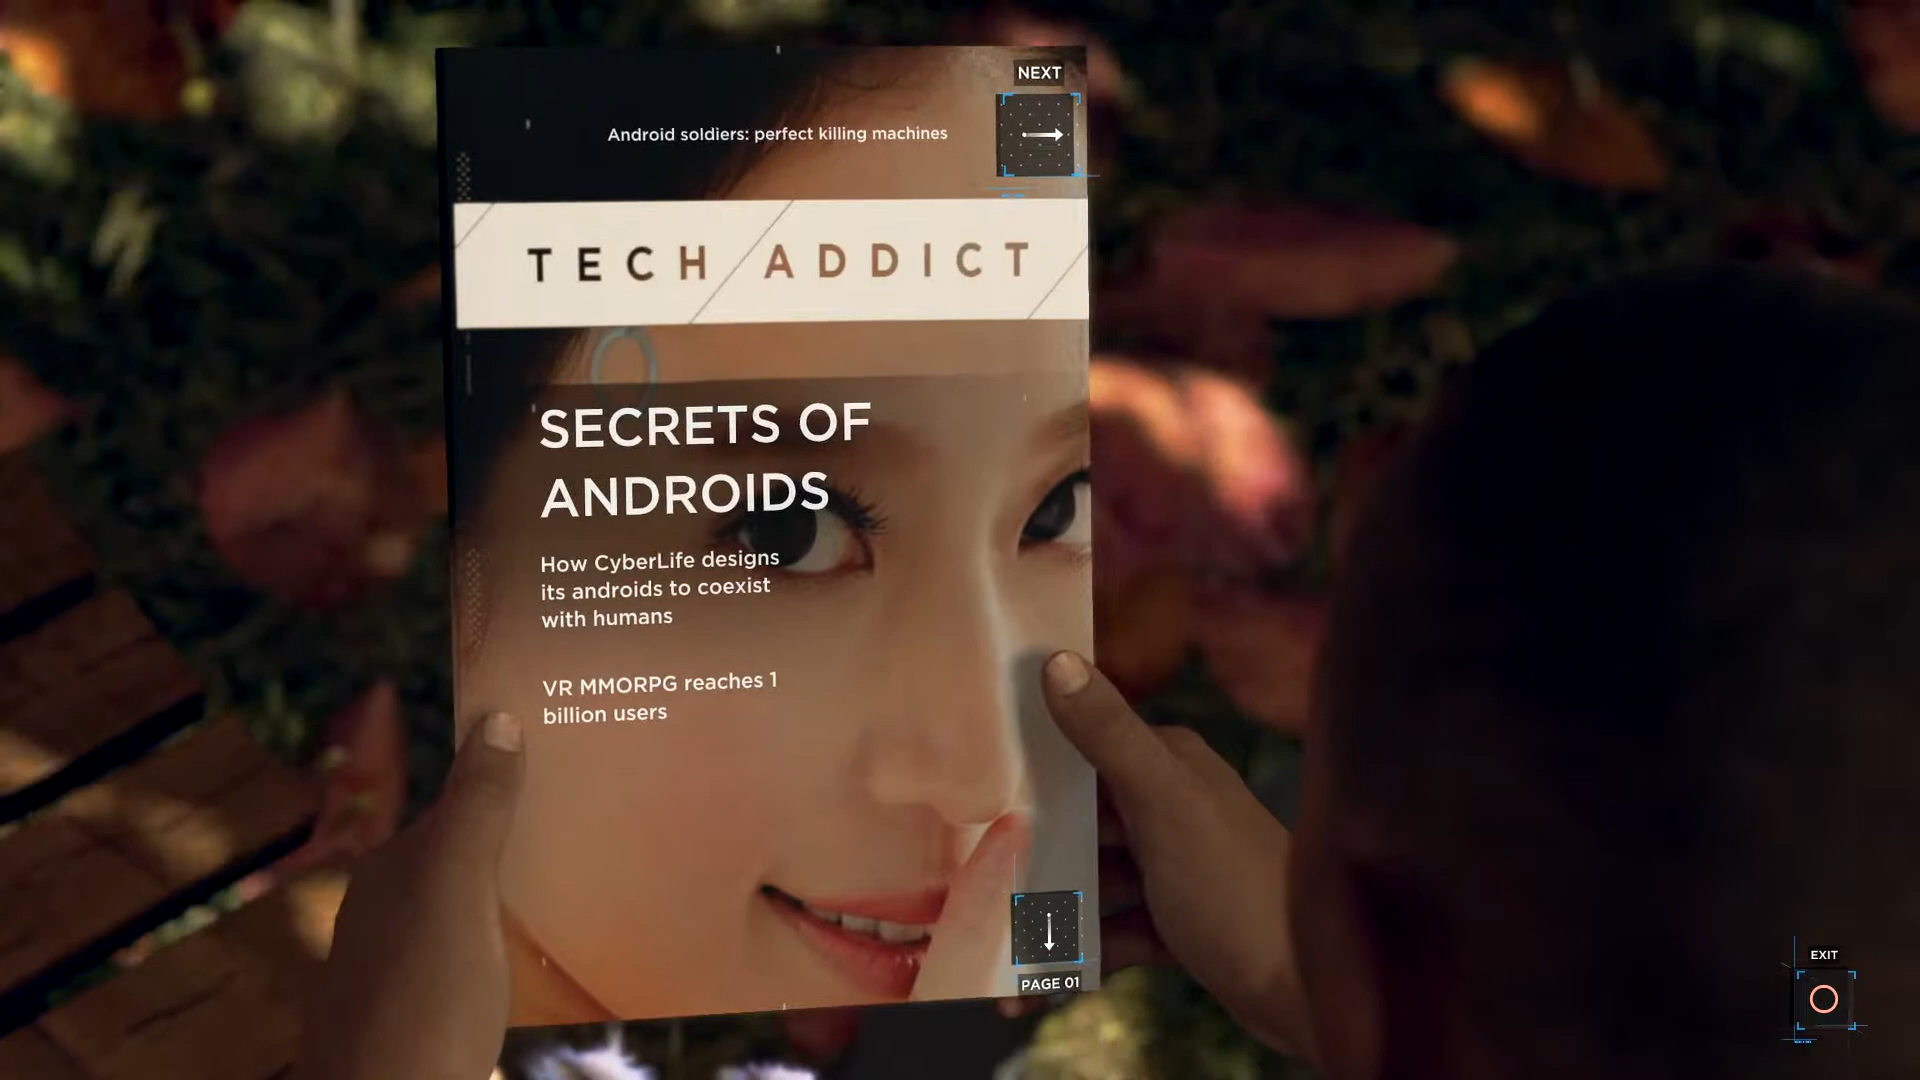 NEXT
Android soldiers: perfect killing machines
TECH ADDICT
SECRETS OF
ANDROIDS
How CyberLife designs
its androids to coexist
with humans
VR MMORPG reaches 1
billion users
PAGE 01
EXIT